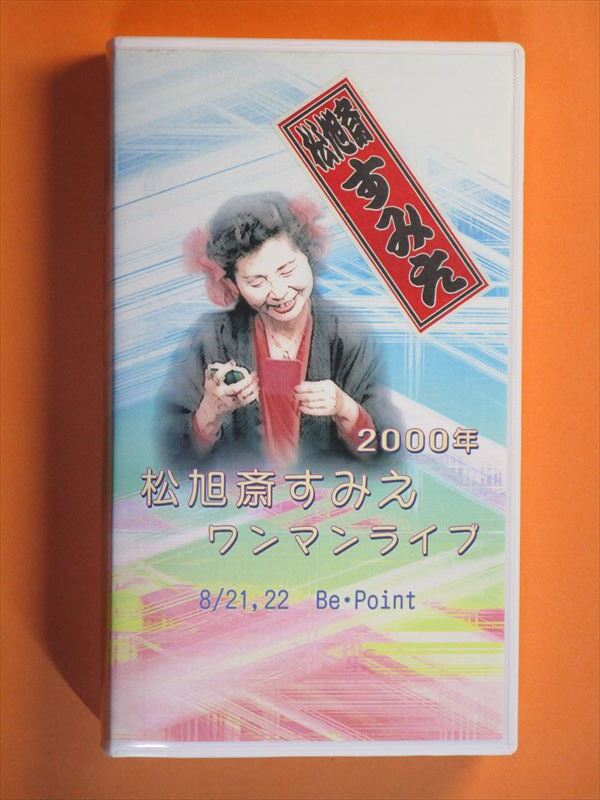 松旭斎
すみえ
2000年
松旭斎すみえ
ワンマンライブ
8/21,22 Be・Point